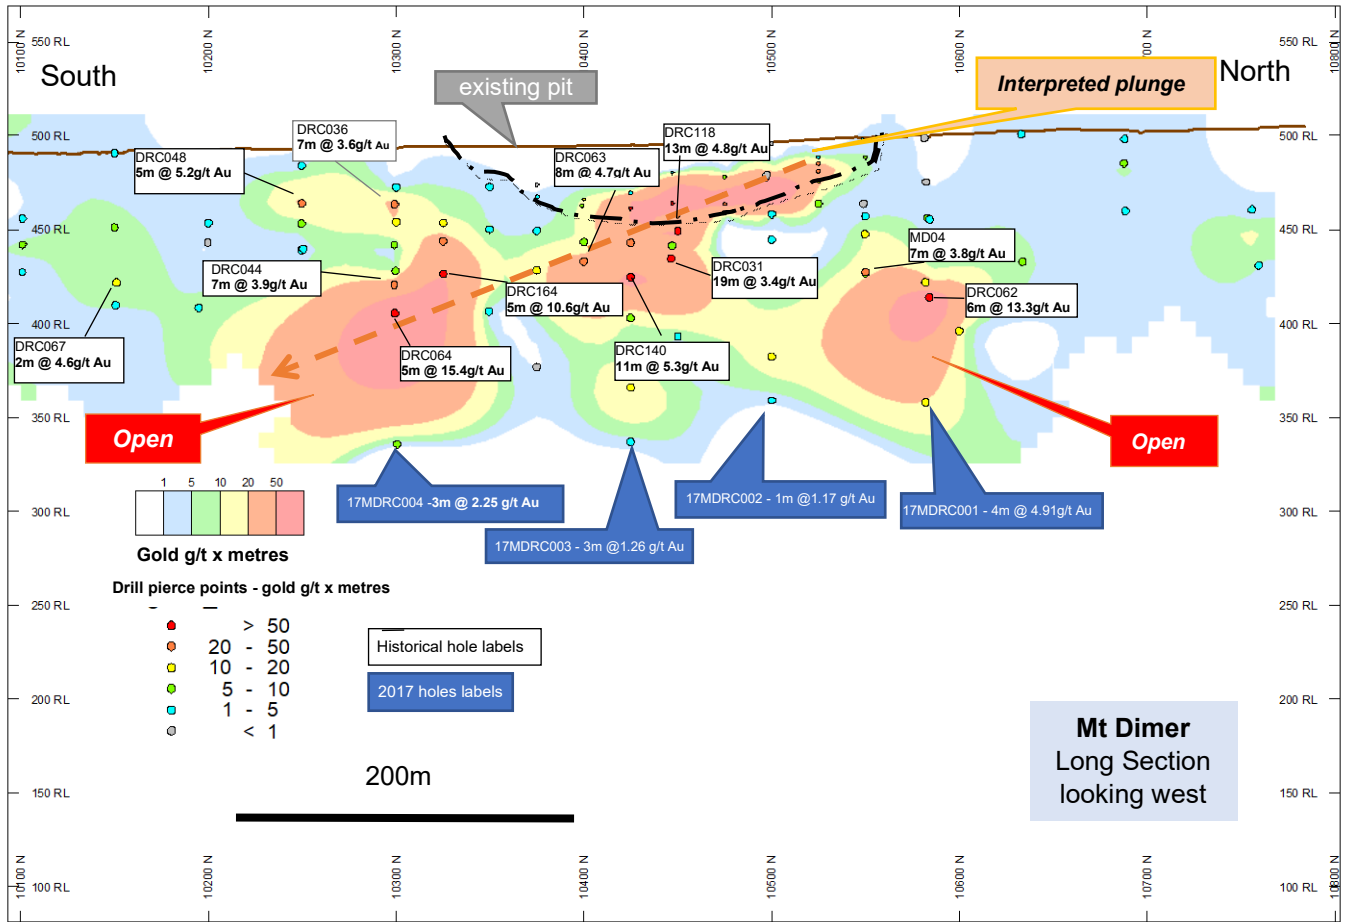 10100 N
10200 N
10300 N
10400 N
10500 N
10600 N
10700 N
10800 N
550 RL
550 RL
South
North
existing pit
Interpreted plunge
500 RL
500 RL
DRC036
7m @ 3.6g/t Au
DRC118
13m @ 4.8g/t Au
DRC048
5m @ 5.2g/t Au
DRC063
8m @ 4.7g/t Au
450 RL
450 RL
MD04
7m @ 3.8g/t Au
DRC044
7m @ 3.9g/t Au
DRC031
19m @ 3.4g/t Au
DRC164
5m @ 10.6g/t Au
DRC062
6m @ 13.3g/t Au
400 RL
400 RL
DRC067
2m @ 4.6g/t Au
DRC064
5m @ 15.4g/t Au
DRC140
11m @ 5.3g/t Au
350 RL
350 RL
Open
Open
1 5 10 20 50
17MDRC004 -3m @ 2.25 g/t Au
17MDRC002 - 1m @1.17 g/t Au
17MDRC001 - 4m @ 4.91g/t Au
300 RL
300 RL
17MDRC003 - 3m @1.26 g/t Au
Gold g/t x metres
Drill pierce points - gold g/t x metres
250 RL
250 RL
> 50
20 - 50
10 - 20
5 - 10
1 - 5
< 1
Historical hole labels
2017 holes labels
200 RL
200 RL
Mt Dimer
Long Section
looking west
200m
150 RL
150 RL
100 RL
100 RL
10100 N
10200 N
10300 N
10400 N
10500 N
10600 N
10700 N
10800 N